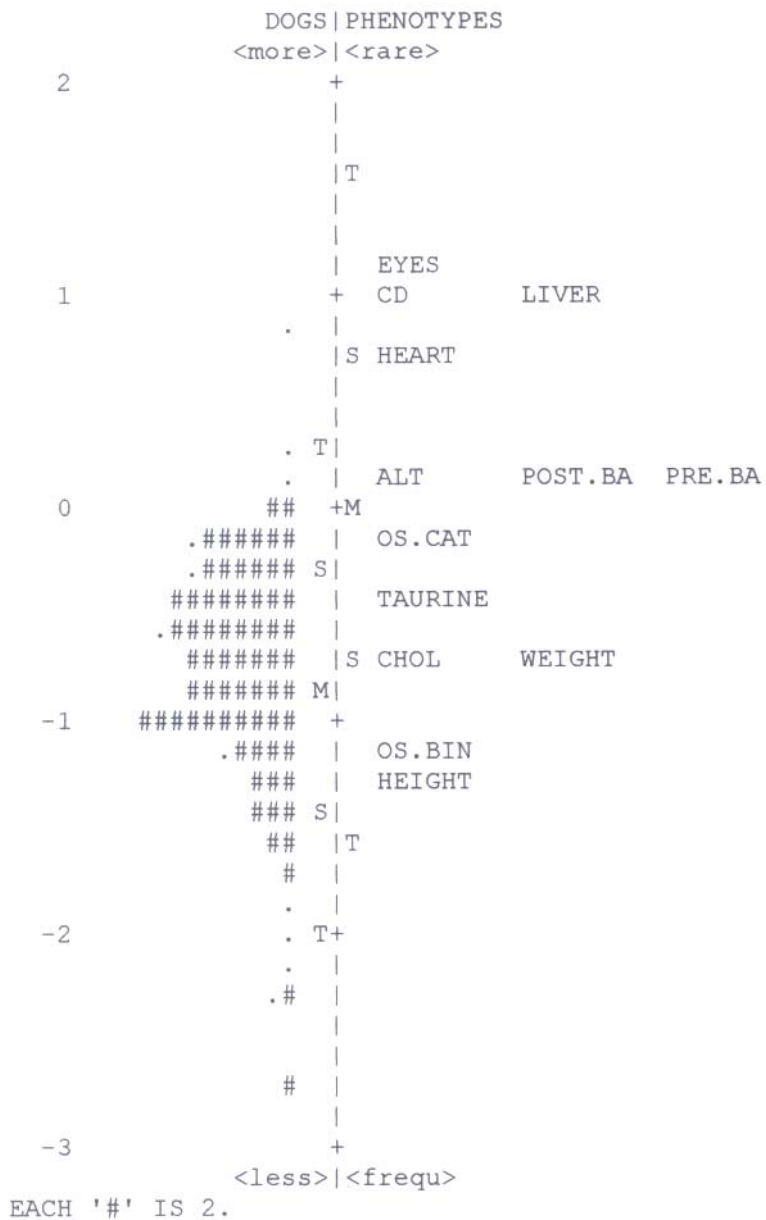 DOGS|PHENOTYPES
<more>|<rare>
2 +
|
|
|T
|
|
| EYES
1 + CD LIVER
. |
|S HEART
|
|
. T|
. | ALT POST.BA PRE.BA
0 ## +M
.###### | OS.CAT
.###### S|
######## | TAURINE
.######## |
####### |S CHOL WEIGHT
####### M|
-1 ########## +
.#### | OS.BIN
### | HEIGHT
### S|
## |T
# |
. |
-2 . T+
. |
.# |
|
|
# |
|
-3 +
<less>|<frequ>
EACH '#' IS 2.